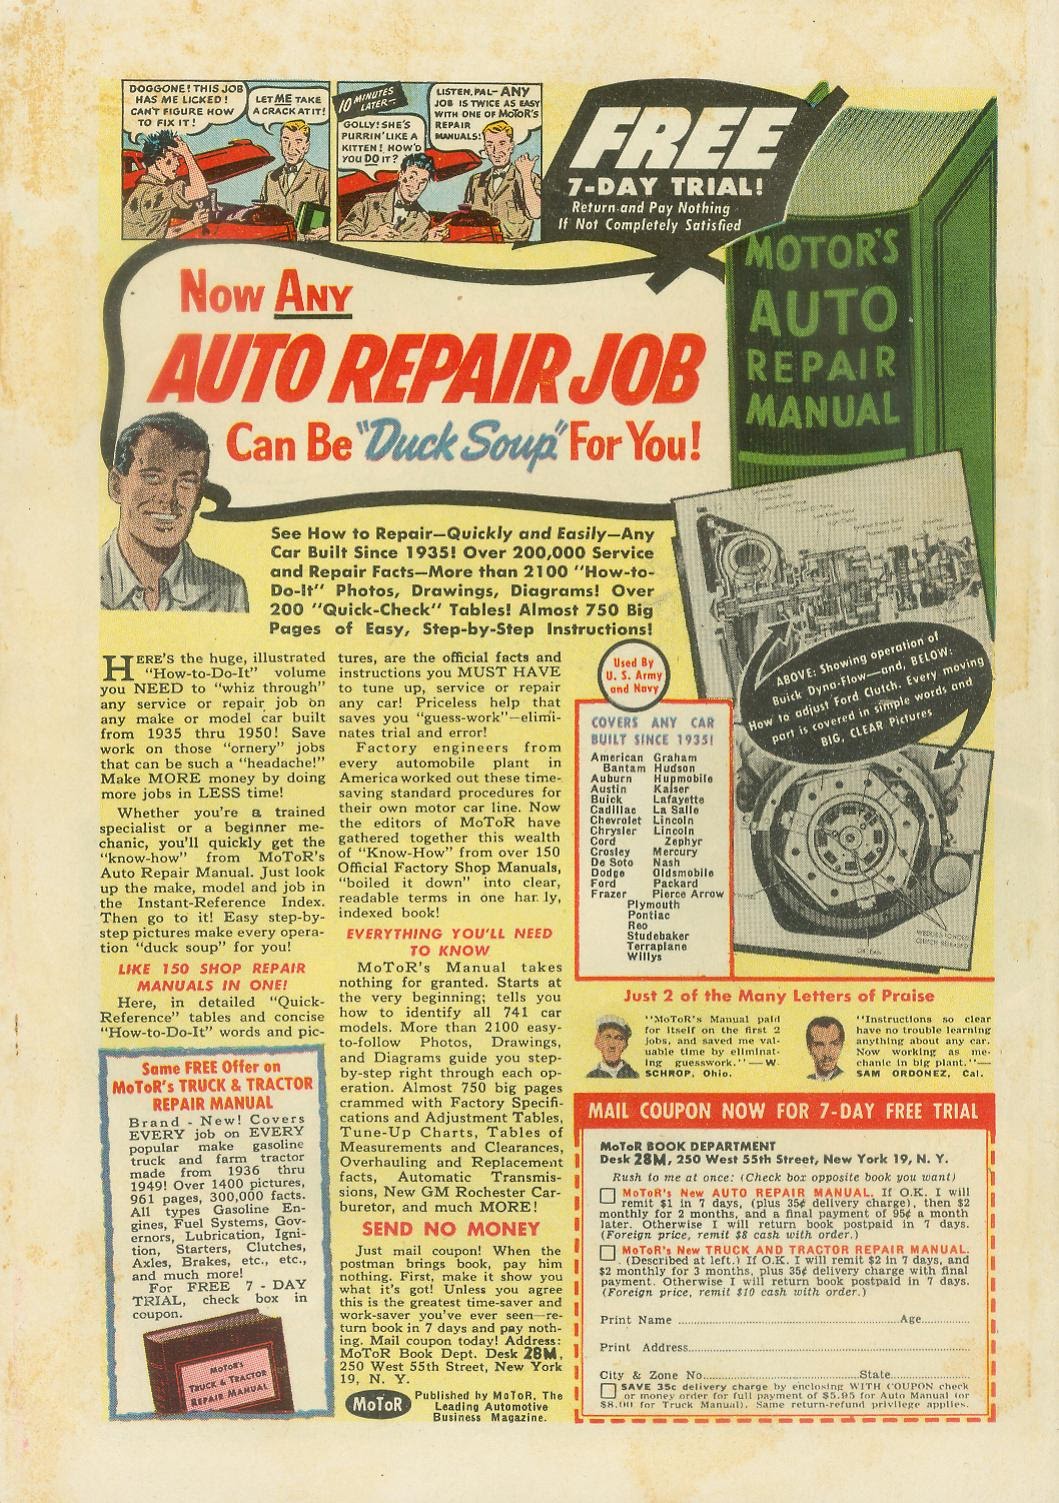 DOGGONE! THIS JOB
HAS ME LICKED!
CAN'T FIGURE HOW
TO FIX IT!
LET ME TAKE
A CRACK AT IT!
10 MINUTES
LATER—
GOLLY! SHE'S
PURRIN' LIKE A
KITTEN! HOW'D
YOU DO IT?
LISTEN, PAL—ANY
JOB IS TWICE AS EASY
WITH ONE OF MoToR'S
REPAIR
MANUALS!
FREE
7-DAY TRIAL!
Return and Pay Nothing
If Not Completely Satisfied
MOTOR'S
AUTO
REPAIR
MANUAL
Now ANY
AUTO REPAIR JOB
Can Be "Duck Soup" For You!
See How to Repair—Quickly and Easily—Any
Car Built Since 1935! Over 200,000 Service
and Repair Facts—More than 2100 "How-to-
Do-It" Photos, Drawings, Diagrams! Over
200 "Quick-Check" Tables! Almost 750 Big
Pages of Easy, Step-by-Step Instructions!
HERE'S the huge, illustrated
"How-to-Do-It" volume
you NEED to "whiz through"
any service or repair job on
any make or model car built
from 1935 thru 1950! Save
work on those "ornery" jobs
that can be such a "headache!"
Make MORE money by doing
more jobs in LESS time!
Whether you're a trained
specialist or a beginner me-
chanic, you'll quickly get the
"know-how" from MoToR's
Auto Repair Manual. Just look
up the make, model and job in
the Instant-Reference Index.
Then go to it! Easy step-by-
step pictures make every opera-
tion "duck soup" for you!
LIKE 150 SHOP REPAIR
MANUALS IN ONE!
Here, in detailed "Quick-
Reference" tables and concise
"How-to-Do-It" words and pic-
tures, are the official facts and
instructions you MUST HAVE
to tune up, service or repair
any car! Priceless help that
saves you "guess-work"—elimi-
nates trial and error!
Factory engineers from
every automobile plant in
America worked out these time-
saving standard procedures for
their own motor car line. Now
the editors of MoToR have
gathered together this wealth
of "Know-How" from over 150
Official Factory Shop Manuals,
"boiled it down" into clear,
readable terms in one
indexed book!
EVERYTHING YOU'LL NEED
TO KNOW
MoToR's Manual takes
nothing for granted. Starts at
the very beginning; tells you
how to identify all 741 car
models. More than 2100 easy-
to-follow Photos, Drawings,
and Diagrams guide you step-
by-step right through each op-
eration. Almost 750 big pages
crammed with Factory Specifi-
cations and Adjustment Tables,
Tune-Up Charts, Tables of
Measurements and Clearances,
Overhauling and Replacement
facts, Automatic Transmis-
sions, New GM Rochester Car-
buretor, and much MORE!
SEND NO MONEY
Just mail coupon! When the
postman brings book, pay him
nothing. First, make it show you
what it's got! Unless you agree
this is the greatest time-saver and
work-saver you've ever seen—re-
turn book in 7 days and pay noth-
ing. Mail coupon today! Address:
MoToR Book Dept. Desk 28M,
250 West 55th Street, New York
19, N. Y.
MoToR
Published by MoToR, The
Leading Automotive
Business Magazine.
Same FREE Offer on
MoToR's TRUCK & TRACTOR
REPAIR MANUAL
Brand - New! Covers
EVERY job on EVERY
popular make gasoline
truck and farm tractor
made from 1936 thru
1949! Over 1400 pictures,
961 pages, 300,000 facts.
All types Gasoline En-
gines, Fuel Systems, Gov-
ernors, Lubrication, Igni-
tion, Starters, Clutches,
Axles, Brakes, etc., etc.,
and much more!
For FREE 7 - DAY
TRIAL, check box in
coupon.
MoToR's
TRUCK & TRACTOR
REPAIR MANUAL
Used By
U. S. Army
and Navy
COVERS ANY CAR
BUILT SINCE 1935!
American Graham
Bantam Hudson
Auburn Hupmobile
Austin Kaiser
Buick Lafayette
Cadillac La Salle
Chevrolet Lincoln
Chrysler Lincoln
Cord Zephyr
Crosley Mercury
De Soto Nash
Dodge Oldsmobile
Ford Packard
Frazer Pierce Arrow
Plymouth
Pontiac
Reo
Studebaker
Terraplane
Willys
ABOVE: Showing operation of
Buick Dyna-Flow—and, BELOW:
How to adjust Ford Clutch. Every moving
part is covered in simple words and
BIG, CLEAR Pictures
Just 2 of the Many Letters of Praise
"MoToR's Manual paid
for itself on the first 2
jobs, and saved me val-
uable time by eliminat-
ing guesswork."—W.
SCHROP, Ohio.
"Instructions so clear
have no trouble learning
anything about any car.
Now working as me-
chanic in big plant."—
SAM ORDONEZ, Cal.
MAIL COUPON NOW FOR 7-DAY FREE TRIAL
MoToR BOOK DEPARTMENT
Desk 28M, 250 West 55th Street, New York 19, N. Y.
Rush to me at once: (Check box opposite book you want)
MoToR's New AUTO REPAIR MANUAL. If O.K. I will
remit $1 in 7 days, (plus 35¢ delivery charge), then $2
monthly for 2 months, and a final payment of 95¢ a month
later. Otherwise I will return book postpaid in 7 days.
(Foreign price, remit $8 cash with order.)
MoToR's New TRUCK AND TRACTOR REPAIR MANUAL.
(Described at left.) If O.K. I will remit $2 in 7 days, and
$2 monthly for 3 months, plus 35¢ delivery charge with final
payment. Otherwise I will return book postpaid in 7 days.
(Foreign price, remit $10 cash with order.)
Print Name Age
Print Address
City & Zone No. State
SAVE 35c delivery charge by enclosing WITH COUPON check
or money order for full payment of $5.95 for Auto Manual (or
$8.00 for Truck Manual). Same return-refund privilege applies.